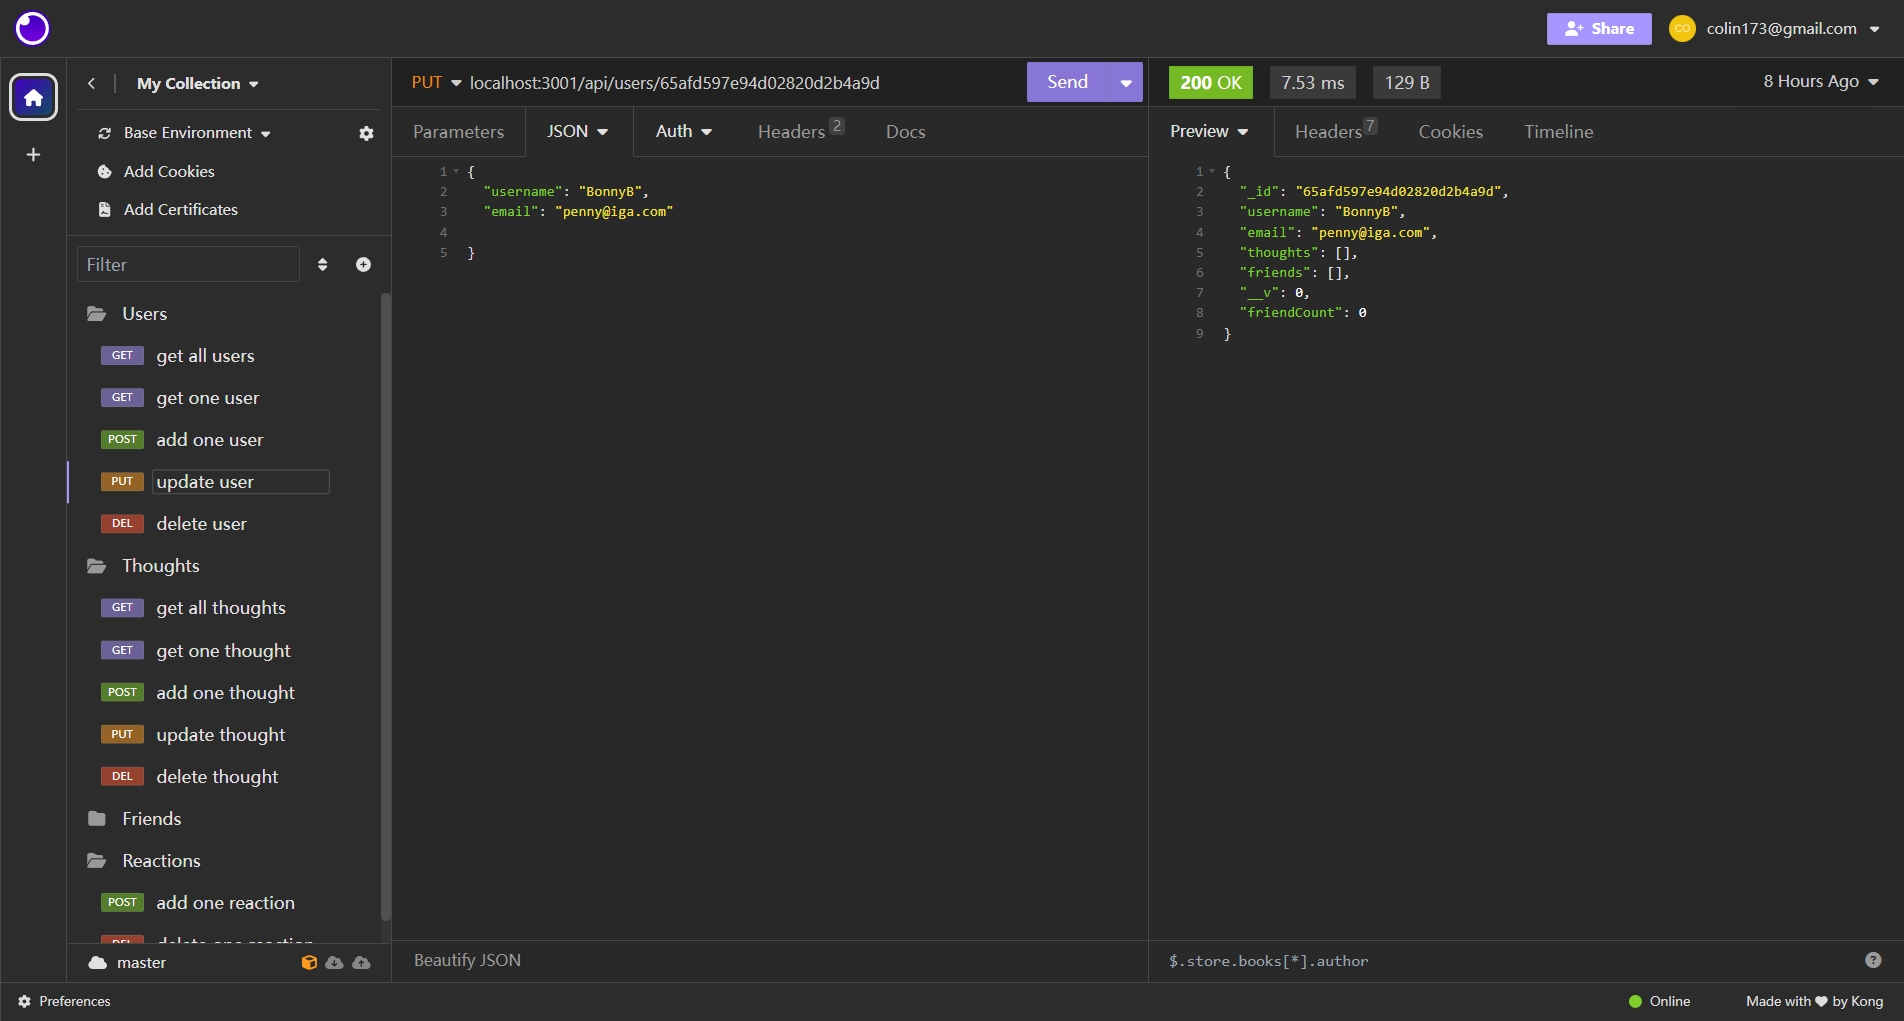 Share
CO
colin173@gmail.com
My Collection
Base Environment
Add Cookies
Add Certificates
Filter
Users
GET get all users
GET get one user
POST add one user
PUT update user
DEL delete user
Thoughts
GET get all thoughts
GET get one thought
POST add one thought
PUT update thought
DEL delete thought
Friends
Reactions
POST add one reaction
DEL delete one reaction
master
PUT localhost:3001/api/users/65afd597e94d02820d2b4a9d
Send
Parameters JSON Auth Headers 2 Docs
1 {
2 "username": "BonnyB",
3 "email": "penny@iga.com"
4
5 }
Beautify JSON
200 OK 7.53 ms 129 B
8 Hours Ago
Preview Headers 7 Cookies Timeline
1 {
2 "_id": "65afd597e94d02820d2b4a9d",
3 "username": "BonnyB",
4 "email": "penny@iga.com",
5 "thoughts": [],
6 "friends": [],
7 "__v": 0,
8 "friendCount": 0
9 }
$.store.books[*].author
?
Preferences
Online
Made with ♥ by Kong